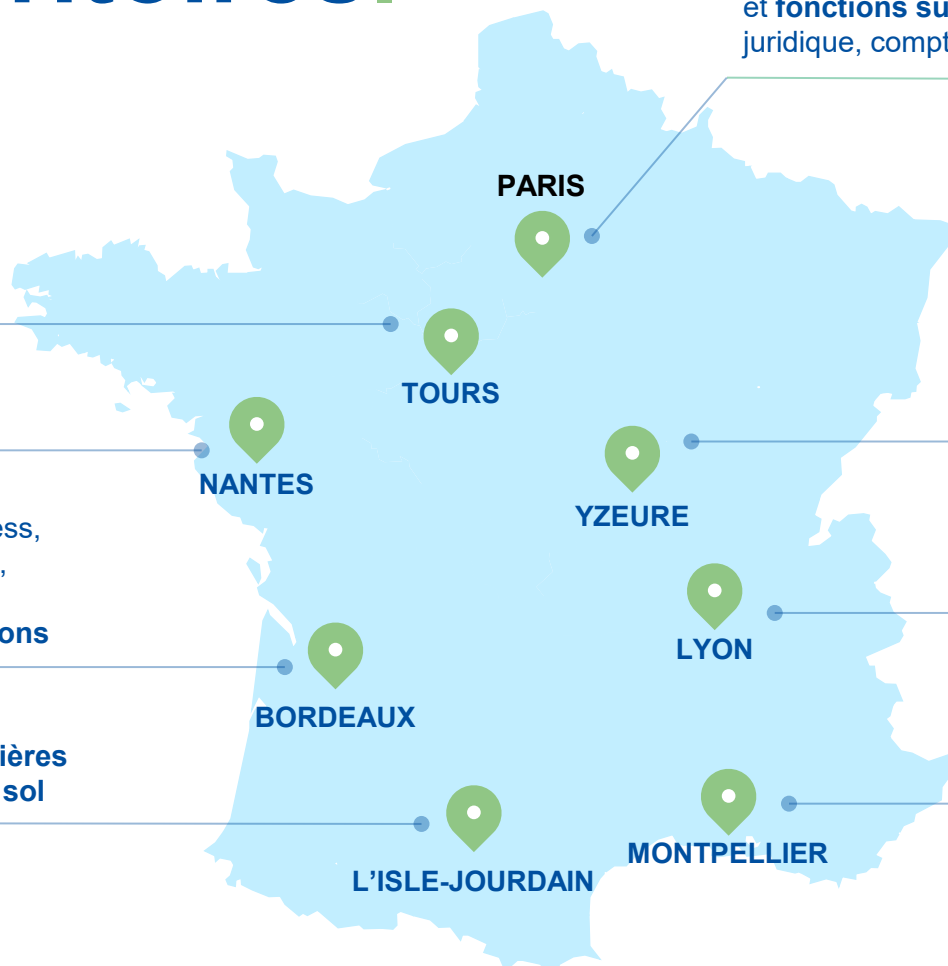 et fonctions su
juridique, compt
PARIS
TOURS
NANTES
YZEURE
ess,
,
ons
LYON
BORDEAUX
ières
sol
MONTPELLIER
L'ISLE-JOURDAIN